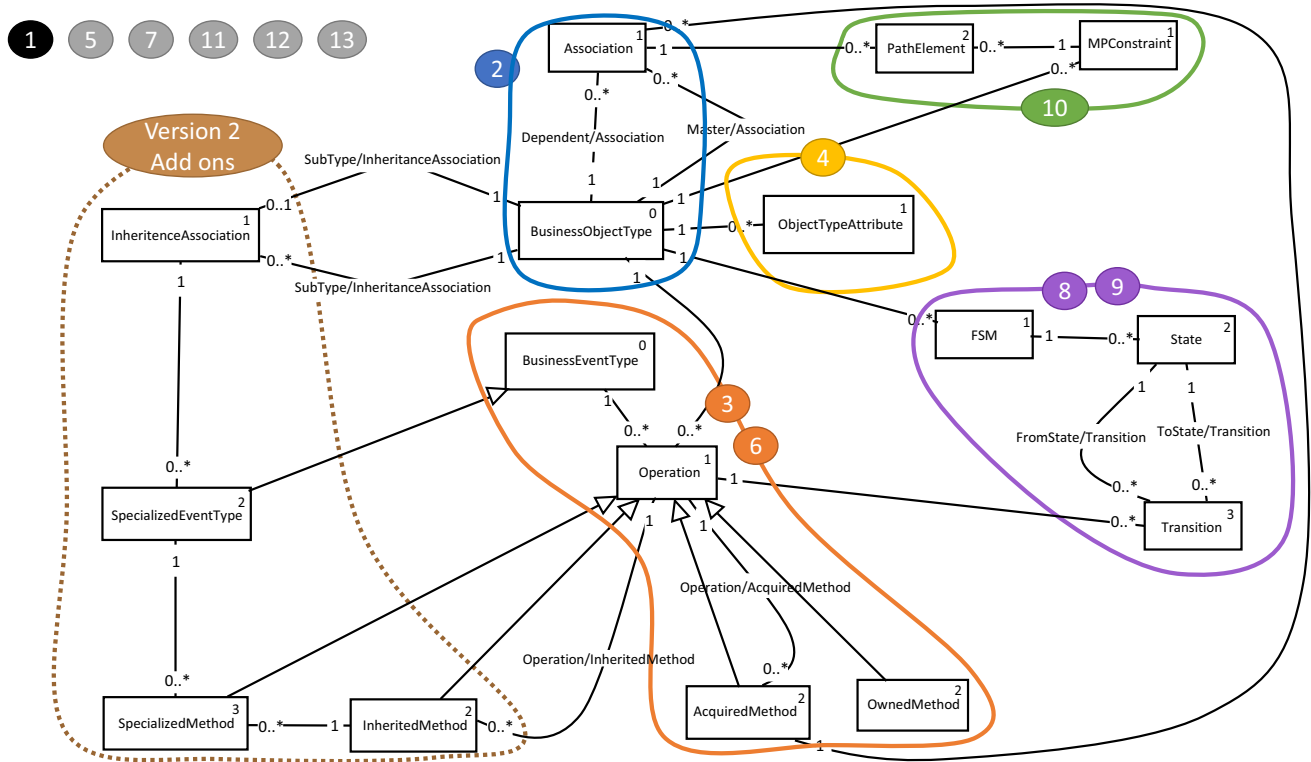 1 5 7 11 12 13
0..*
Association 1
1
0..*
PathElement 2
0..*
1
MPConstraint 1
2
0..*
0..*
0..*
10
Version 2
Add ons
Dependent/Association
Master/Association
SubType/InheritanceAssociation
4
1
1
1
1
0..1
InheritenceAssociation 1
BusinessObjectType 0
1
0..*
ObjectTypeAttribute 1
0..*
1
1
SubType/InheritanceAssociation
1
1
8 9
0..*
FSM 1
1
0..*
State 2
BusinessEventType 0
1
3
1
1
0..*
0..*
6
FromState/Transition
ToState/Transition
0..*
Operation 1
1
0..*
0..*
SpecializedEventType 2
1
1
0..*
Transition 3
1
Operation/AcquiredMethod
Operation/InheritedMethod
0..*
0..*
SpecializedMethod 3
0..*
1
InheritedMethod 2
0..*
AcquiredMethod 2
OwnedMethod 2
1